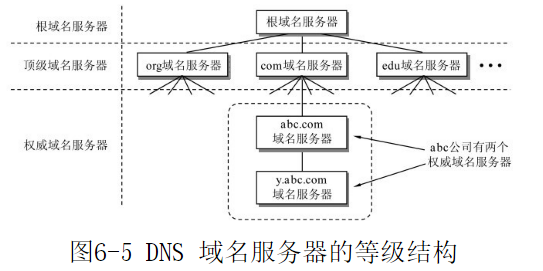 根域名服务器
根域名服务器
顶级域名服务器
org域名服务器
com域名服务器
edu域名服务器
•••
权威域名服务器
abc.com
域名服务器
y.abc.com
域名服务器
abc公司有两个
权威域名服务器
图6-5 DNS 域名服务器的等级结构